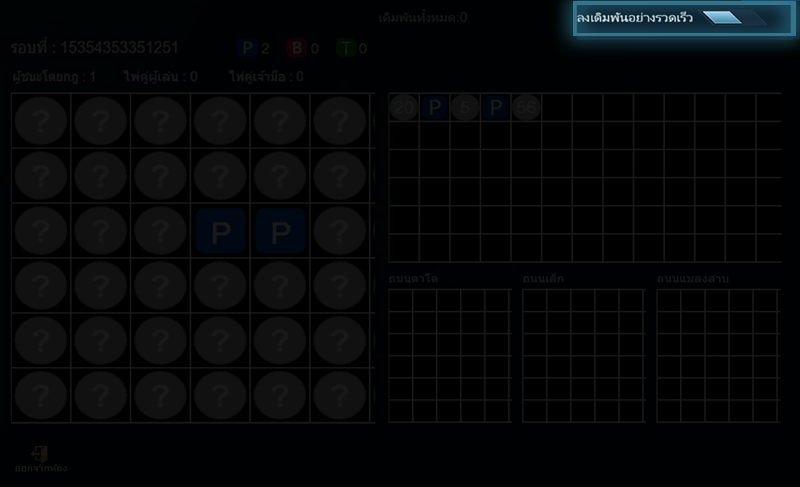 เดิมพันทั้งหมด:0
ลงเดิมพันอย่างรวดเร็ว
รอบที่ : 15354353351251
P 2 B 0 T 0
ผู้ชนะโดยกฎ : 1 ไพ่คู่ผู้เล่น : 0 ไพ่คู่เจ้ามือ : 0
? ? ? ? ? ?
20 P 5 P 56
? ? ? ? ? ?
? ? ? P P ?
? ? ? ? ? ?
ถนนตาโต ถนนเล็ก ถนนแมลงสาบ
? ? ? ? ? ?
? ? ? ? ? ?
ออกจากห้อง